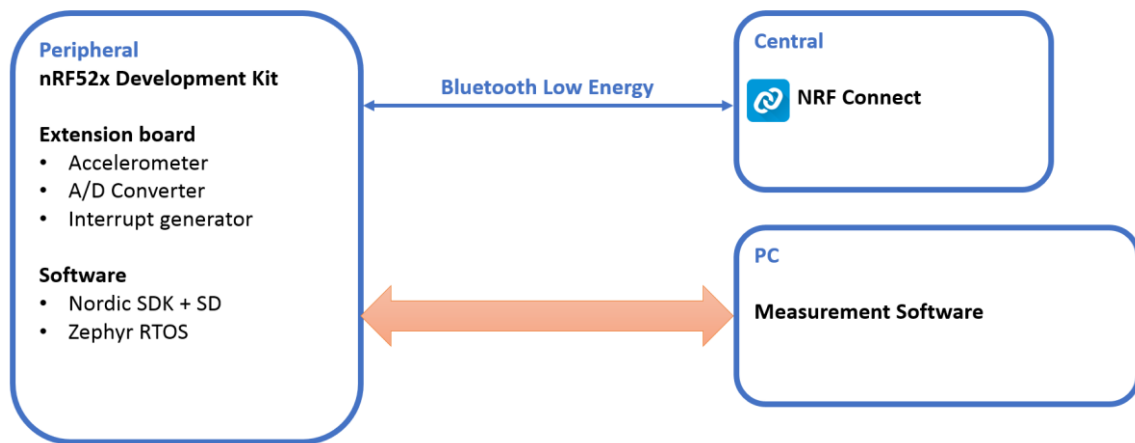 Peripheral
nRF52x Development Kit
Extension board
• Accelerometer
• A/D Converter
• Interrupt generator
Software
• Nordic SDK + SD
• Zephyr RTOS
Bluetooth Low Energy
Central
NRF Connect
PC
Measurement Software